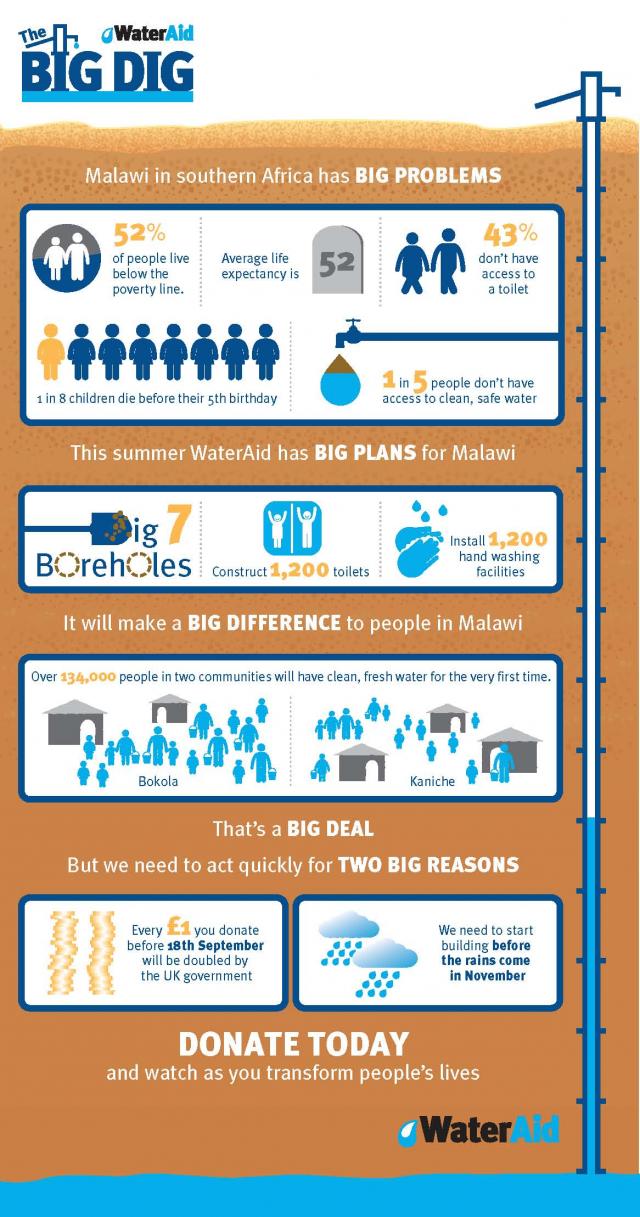 The
WaterAid
BIG DIG
Malawi in southern Africa has BIG PROBLEMS
52%
of people live
below the
poverty line.
Average life
expectancy is
52
43%
don't have
access to
a toilet
1 in 8 children die before their 5th birthday
1 in 5 people don't have
access to clean, safe water
This summer WaterAid has BIG PLANS for Malawi
Dig 7
Boreholes
Construct 1,200 toilets
Install 1,200
hand washing
facilities
It will make a BIG DIFFERENCE to people in Malawi
Over 134,000 people in two communities will have clean, fresh water for the very first time.
Bokola
Kaniche
That's a BIG DEAL
But we need to act quickly for TWO BIG REASONS
Every £1 you donate
before 18th September
will be doubled by
the UK government
We need to start
building before
the rains come
in November
DONATE TODAY
and watch as you transform people's lives
WaterAid